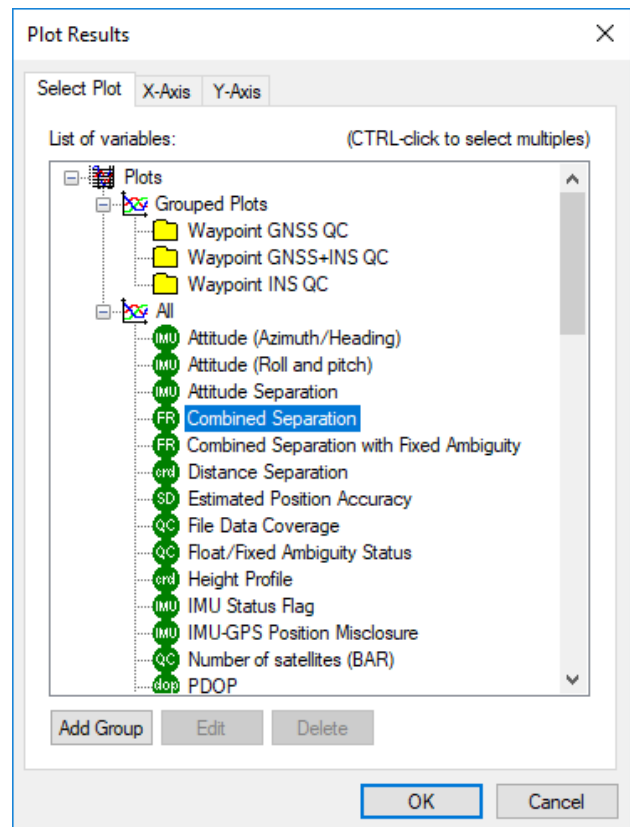 Plot Results
Select Plot X-Axis Y-Axis
List of variables: (CTRL-click to select multiples)
Plots
Grouped Plots
Waypoint GNSS QC
Waypoint GNSS+INS QC
Waypoint INS QC
All
IMU Attitude (Azimuth/Heading)
IMU Attitude (Roll and pitch)
IMU Attitude Separation
FR Combined Separation
FR Combined Separation with Fixed Ambiguity
crd Distance Separation
SD Estimated Position Accuracy
QC File Data Coverage
QC Float/Fixed Ambiguity Status
crd Height Profile
IMU IMU Status Flag
IMU IMU-GPS Position Misclosure
QC Number of satellites (BAR)
dop PDOP
Add Group Edit Delete
OK Cancel